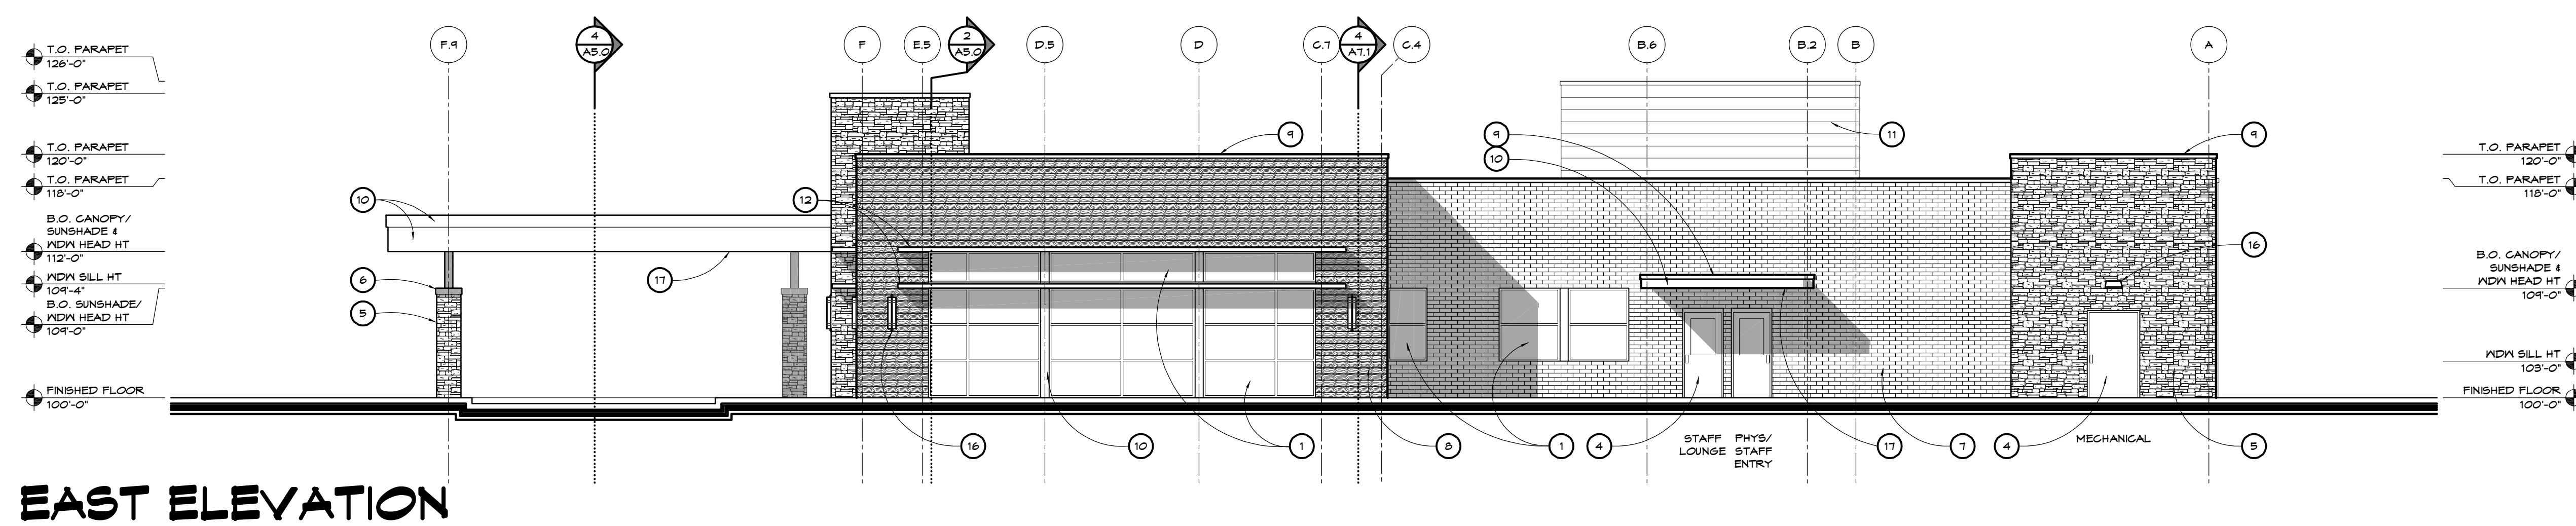 F.9
4
A5.0
F
E.5
2
A5.0
D.5
D
C.7
4
A7.1
C.4
B.6
B.2
B
A
T.O. PARAPET
126'-0"
T.O. PARAPET
125'-0"
T.O. PARAPET
120'-0"
T.O. PARAPET
118'-0"
B.O. CANOPY/
SUNSHADE &
WDW HEAD HT
112'-0"
WDW SILL HT
109'-4"
B.O. SUNSHADE/
WDW HEAD HT
109'-0"
FINISHED FLOOR
100'-0"
9
9
10
11
9
10
12
16
6
17
5
T.O. PARAPET
120'-0"
T.O. PARAPET
118'-0"
B.O. CANOPY/
SUNSHADE &
WDW HEAD HT
109'-0"
WDW SILL HT
103'-0"
FINISHED FLOOR
100'-0"
16
10
1
8
1
4
STAFF
LOUNGE
PHYS/
STAFF
ENTRY
17
7
4
MECHANICAL
5
EAST ELEVATION